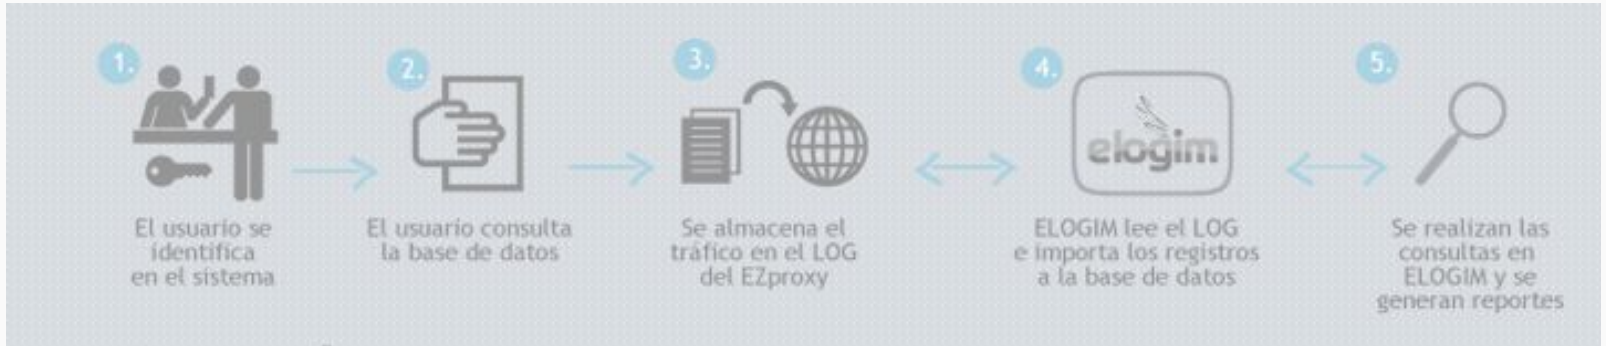 1.
El usuario se
identifica
en el sistema
2.
El usuario consulta
la base de datos
3.
Se almacena el
tráfico en el LOG
del EZproxy
4.
elogim
ELOGIM lee el LOG
e importa los registros
a la base de datos
5.
Se realizan las
consultas en
ELOGIM y se
generan reportes